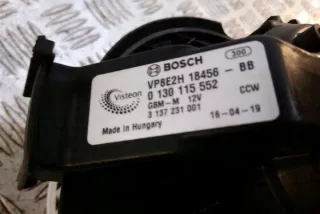 BOSCH
300
VP8E2H 18456 - BB
0 130 115 552
CCW
Visteon
GBM-M 12V
3 137 231 001
16-04-19
Made in Hungary